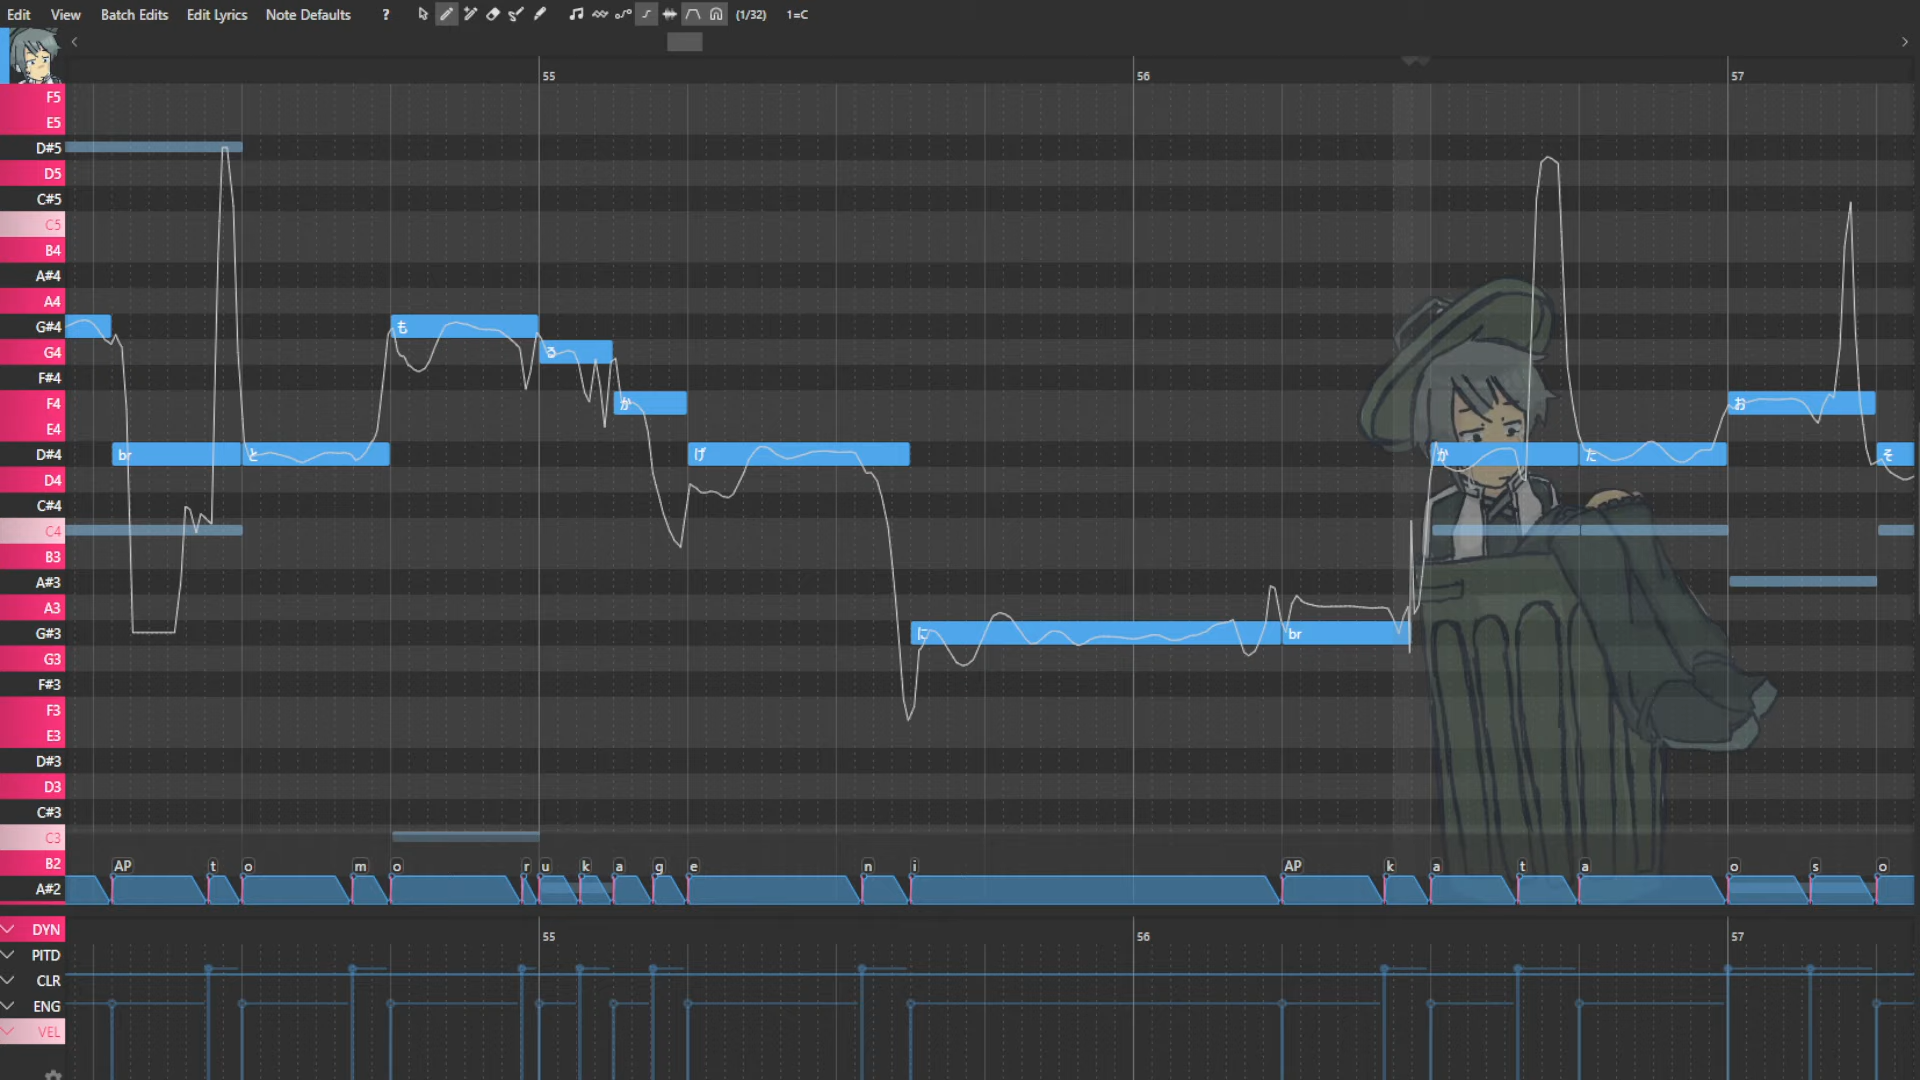 Edit View Batch Edits Edit Lyrics Note Defaults ? (1/32) 1=C
55 56 57
F5
E5
D#5
D5
C#5
C5
B4
A#4
A4
G#4
も
G4
る
F#4
F4
か
お
E4
D#4
br
と
げ
か
た
そ
D4
C#4
C4
B3
A#3
A3
G#3
に
br
G3
F#3
F3
E3
D#3
D3
C#3
C3
B2
AP t o m o r u k a g e n i AP k a t a o s o
A#2
DYN
55 56 57
PITD
CLR
ENG
VEL